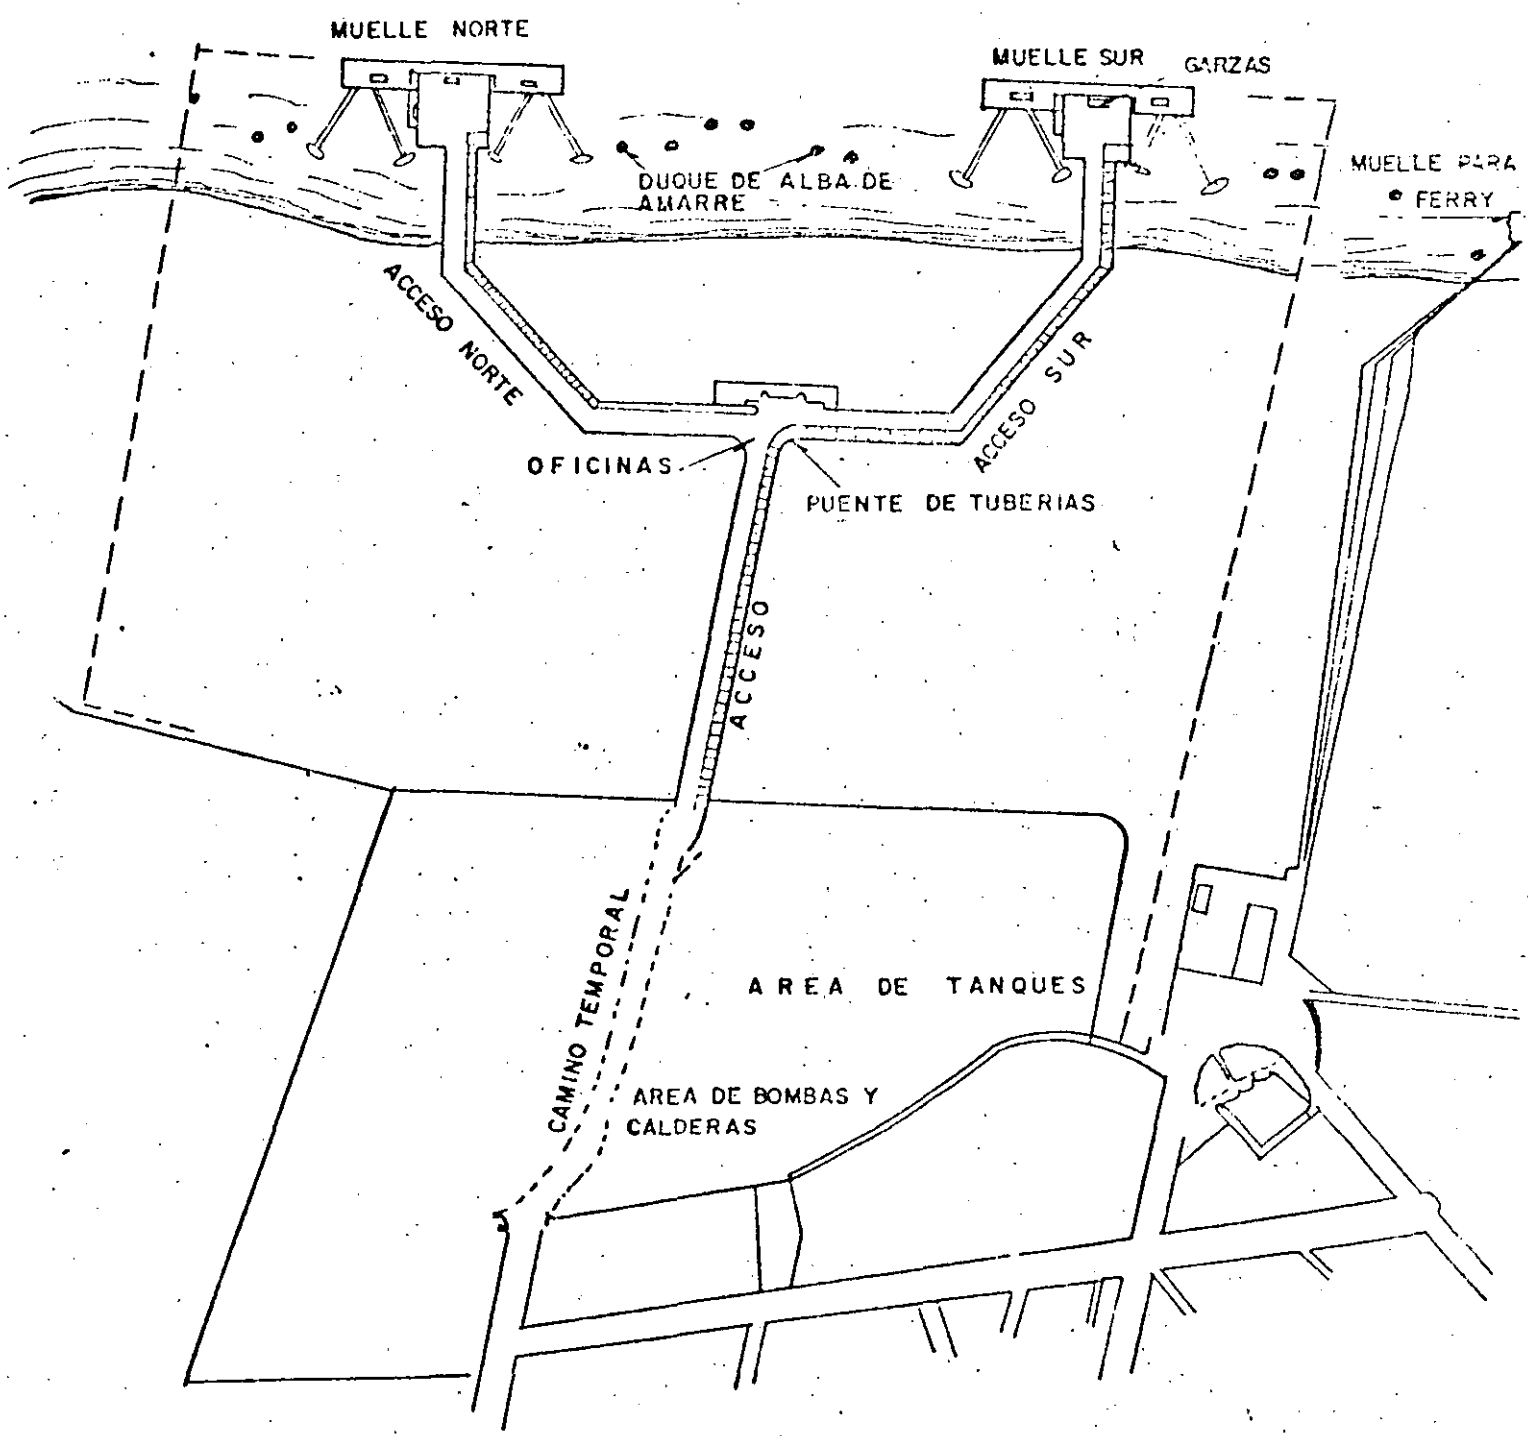 MUELLE NORTE
MUELLE SUR
GARZAS
MUELLE PARA
FERRY
DUQUE DE ALBA DE
AMARRE
ACCESO NORTE
ACCESO SUR
OFICINAS
PUENTE DE TUBERIAS
ACCESO
CAMINO TEMPORAL
AREA DE TANQUES
AREA DE BOMBAS Y
CALDERAS